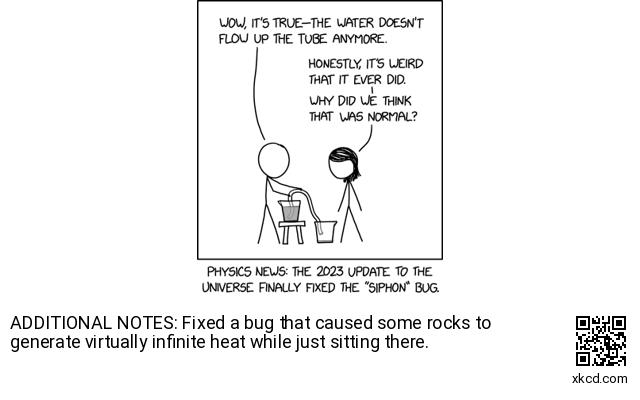 WOW, IT'S TRUE—THE WATER DOESN'T
FLOW UP THE TUBE ANYMORE.
HONESTLY, IT'S WEIRD
THAT IT EVER DID.
WHY DID WE THINK
THAT WAS NORMAL?
PHYSICS NEWS: THE 2023 UPDATE TO THE
UNIVERSE FINALLY FIXED THE "SIPHON" BUG.
ADDITIONAL NOTES: Fixed a bug that caused some rocks to
generate virtually infinite heat while just sitting there.
xkcd.com